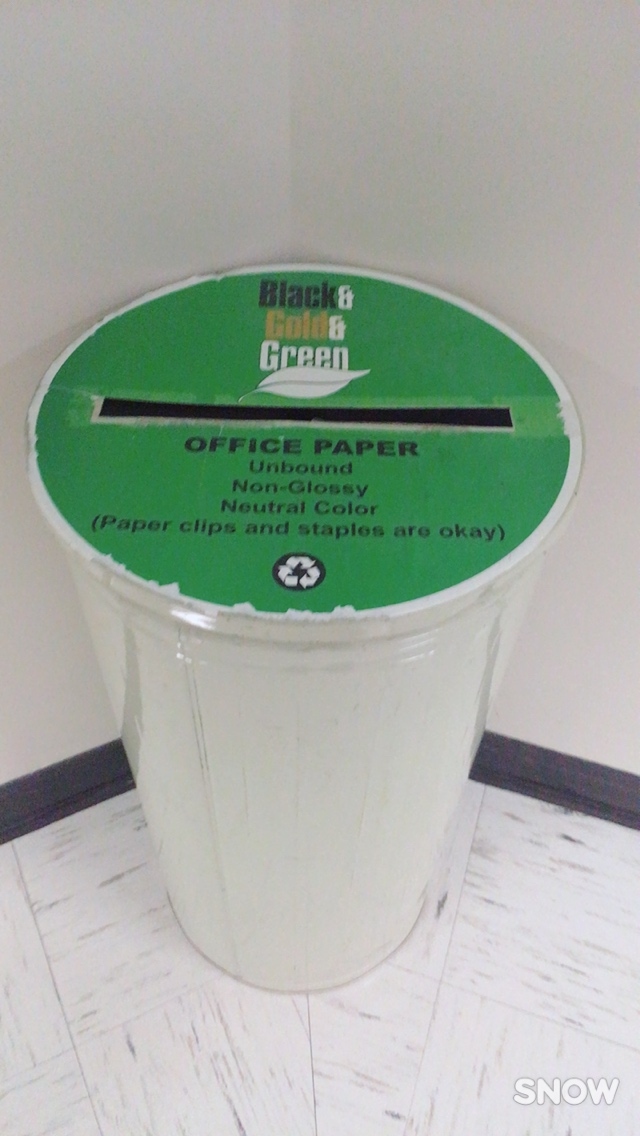 Black&
Gold&
Green
OFFICE PAPER
Unbound
Non-Glossy
Neutral Color
(Paper clips and staples are okay)
SNOW